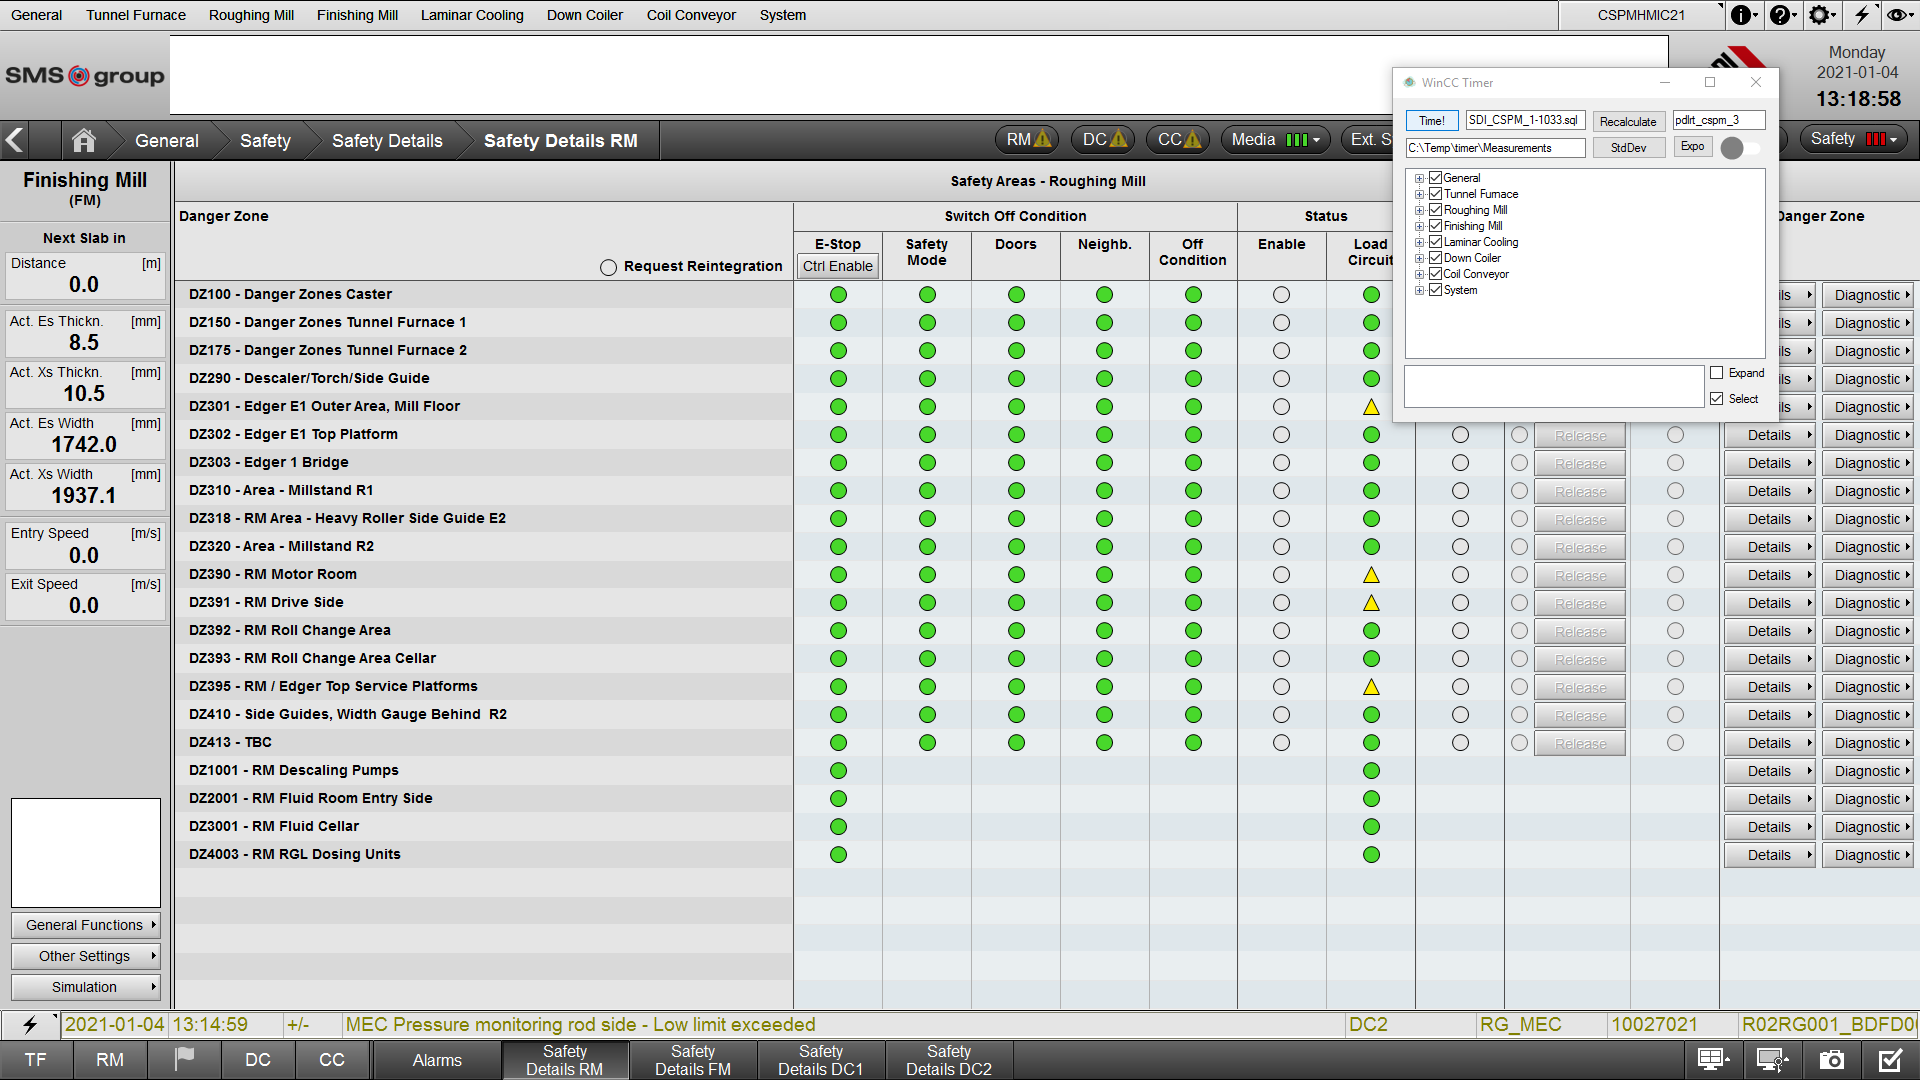 General Tunnel Furnace Roughing Mill Finishing Mill Laminar Cooling Down Coiler Coil Conveyor System CSPMHMIC21
SMS group
Monday
2021-01-04
13:18:58
General Safety Safety Details Safety Details RM RM DC CC Media Ext. S Safety
WinCC Timer
Time! SDI_CSPM_1-1033.sql Recalculate pdlrt_cspm_3
C:\Temp\timer\Measurements StdDev Expo
General
Tunnel Furnace
Roughing Mill
Finishing Mill
Laminar Cooling
Down Coiler
Coil Conveyor
System
Expand
Select
Finishing Mill
(FM)
Next Slab in
Distance [m]
0.0
Act. Es Thickn. [mm]
8.5
Act. Xs Thickn. [mm]
10.5
Act. Es Width [mm]
1742.0
Act. Xs Width [mm]
1937.1
Entry Speed [m/s]
0.0
Exit Speed [m/s]
0.0
General Functions
Other Settings
Simulation
Safety Areas - Roughing Mill
Danger Zone Switch Off Condition Status Danger Zone
E-Stop Safety Mode Doors Neighb. Off Condition Enable Load Circuit
Request Reintegration Ctrl Enable
DZ100 - Danger Zones Caster ils Diagnostic
DZ150 - Danger Zones Tunnel Furnace 1 ils Diagnostic
DZ175 - Danger Zones Tunnel Furnace 2 ils Diagnostic
DZ290 - Descaler/Torch/Side Guide ils Diagnostic
DZ301 - Edger E1 Outer Area, Mill Floor ils Diagnostic
DZ302 - Edger E1 Top Platform Release Details Diagnostic
DZ303 - Edger 1 Bridge Release Details Diagnostic
DZ310 - Area - Millstand R1 Release Details Diagnostic
DZ318 - RM Area - Heavy Roller Side Guide E2 Release Details Diagnostic
DZ320 - Area - Millstand R2 Release Details Diagnostic
DZ390 - RM Motor Room Release Details Diagnostic
DZ391 - RM Drive Side Release Details Diagnostic
DZ392 - RM Roll Change Area Release Details Diagnostic
DZ393 - RM Roll Change Area Cellar Release Details Diagnostic
DZ395 - RM / Edger Top Service Platforms Release Details Diagnostic
DZ410 - Side Guides, Width Gauge Behind R2 Release Details Diagnostic
DZ413 - TBC Release Details Diagnostic
DZ1001 - RM Descaling Pumps Details Diagnostic
DZ2001 - RM Fluid Room Entry Side Details Diagnostic
DZ3001 - RM Fluid Cellar Details Diagnostic
DZ4003 - RM RGL Dosing Units Details Diagnostic
2021-01-04 13:14:59 +/- MEC Pressure monitoring rod side - Low limit exceeded DC2 RG_MEC 10027021
TF RM DC CC Alarms Safety Details RM Safety Details FM Safety Details DC1 Safety Details DC2